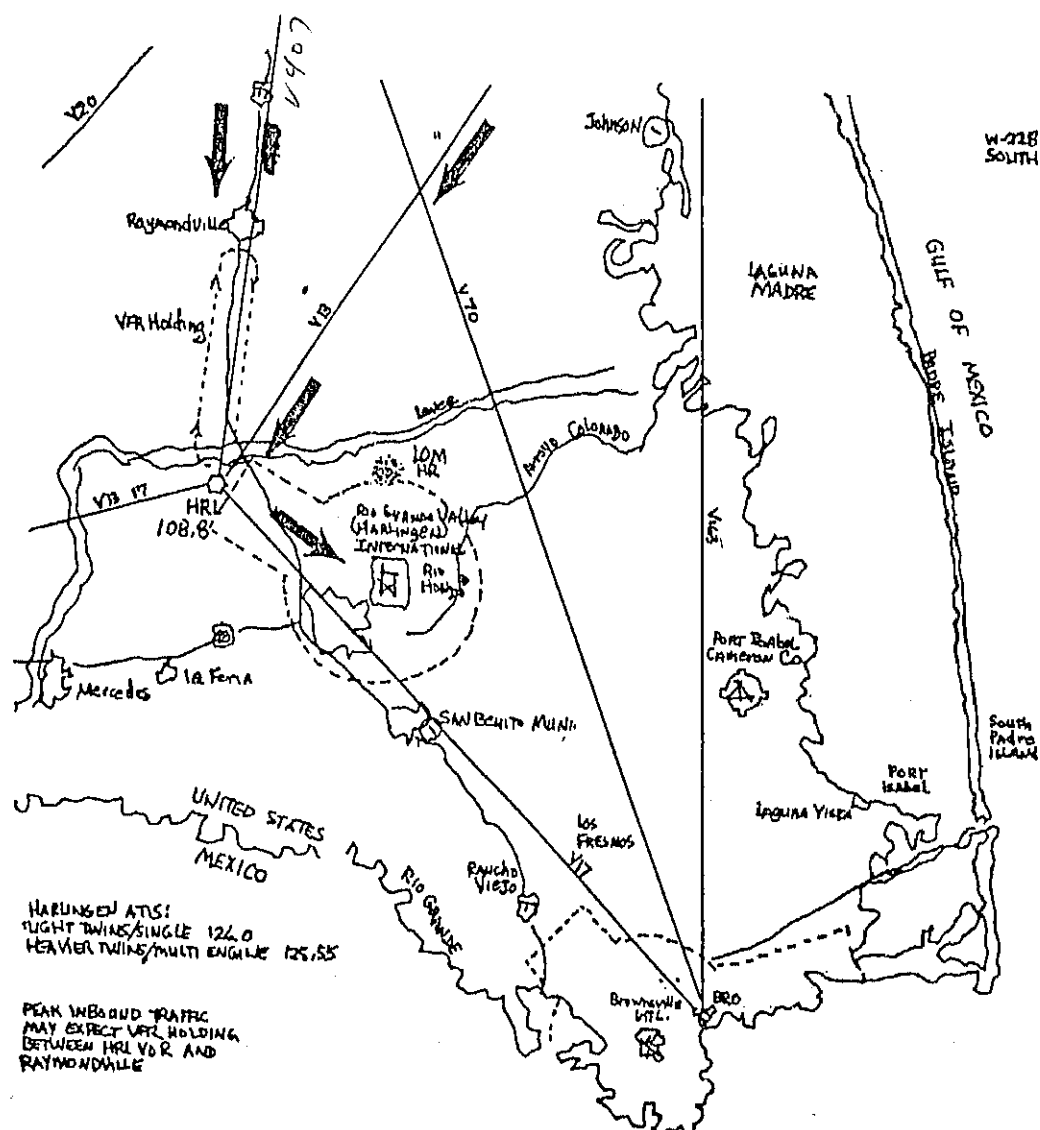 V407
V20
Johnson
W-228
SOUTH
Raymondville
LAGUNA
MADRE
GULF OF MEXICO
PADRE ISLAND
V70
V13
VFR Holding
LOWER
Arroyo COLORADO
LOM
HR
V13 17
HRL
108.8
Rio Grande Valley
(HARLINGEN)
INTERNATIONAL
RIO
HONDO
V163
PORT ISABEL
CAMERON CO
Mercedes
La Feria
SAN BENITO MUNI
South
Padre
ISLAND
PORT
ISABEL
LAGUNA VISTA
UNITED STATES
MEXICO
LOS
FRESNOS
V17
RANCHO
VIEJO
RIO GRANDE
HARLINGEN ATIS:
LIGHT TWINS/SINGLE
HEAVIER TWINS/MULTI ENGINE 125.55
BRO
Brownsville
INTL.
PEAK INBOUND TRAFFIC
MAY EXPECT VFR HOLDING
BETWEEN HRL VOR AND
RAYMONDVILLE